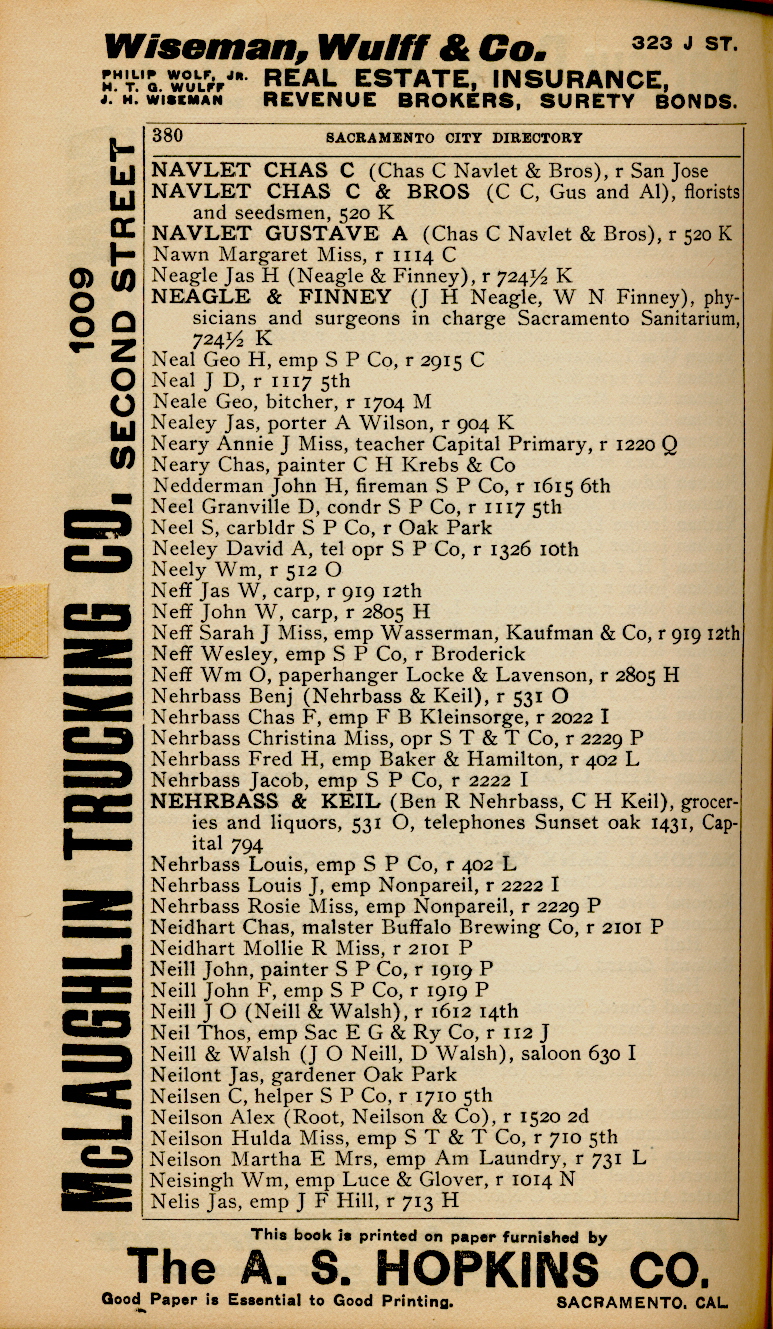 Wiseman, Wulff & Co. 323 J ST.
PHILIP WOLF, JR.
H. T. G. WULFF
J. H. WISEMAN
REAL ESTATE, INSURANCE,
REVENUE BROKERS, SURETY BONDS.
McLAUGHLIN TRUCKING CO. 1009 SECOND STREET
380 SACRAMENTO CITY DIRECTORY
NAVLET CHAS C (Chas C Navlet & Bros), r San Jose
NAVLET CHAS C & BROS (C C, Gus and Al), florists
and seedsmen, 520 K
NAVLET GUSTAVE A (Chas C Navlet & Bros), r 520 K
Nawn Margaret Miss, r 1114 C
Neagle Jas H (Neagle & Finney), r 724½ K
NEAGLE & FINNEY (J H Neagle, W N Finney), phy-
sicians and surgeons in charge Sacramento Sanitarium,
724½ K
Neal Geo H, emp S P Co, r 2915 C
Neal J D, r 1117 5th
Neale Geo, bitcher, r 1704 M
Nealey Jas, porter A Wilson, r 904 K
Neary Annie J Miss, teacher Capital Primary, r 1220 Q
Neary Chas, painter C H Krebs & Co
Nedderman John H, fireman S P Co, r 1615 6th
Neel Granville D, condr S P Co, r 1117 5th
Neel S, carbldr S P Co, r Oak Park
Neeley David A, tel opr S P Co, r 1326 10th
Neely Wm, r 512 O
Neff Jas W, carp, r 919 12th
Neff John W, carp, r 2805 H
Neff Sarah J Miss, emp Wasserman, Kaufman & Co, r 919 12th
Neff Wesley, emp S P Co, r Broderick
Neff Wm O, paperhanger Locke & Lavenson, r 2805 H
Nehrbass Benj (Nehrbass & Keil), r 531 O
Nehrbass Chas F, emp F B Kleinsorge, r 2022 I
Nehrbass Christina Miss, opr S T & T Co, r 2229 P
Nehrbass Fred H, emp Baker & Hamilton, r 402 L
Nehrbass Jacob, emp S P Co, r 2222 I
NEHRBASS & KEIL (Ben R Nehrbass, C H Keil), grocer-
ies and liquors, 531 O, telephones Sunset oak 1431, Cap-
ital 794
Nehrbass Louis, emp S P Co, r 402 L
Nehrbass Louis J, emp Nonpareil, r 2222 I
Nehrbass Rosie Miss, emp Nonpareil, r 2229 P
Neidhart Chas, malster Buffalo Brewing Co, r 2101 P
Neidhart Mollie R Miss, r 2101 P
Neill John, painter S P Co, r 1919 P
Neill John F, emp S P Co, r 1919 P
Neill J O (Neill & Walsh), r 1612 14th
Neil Thos, emp Sac E G & Ry Co, r 112 J
Neill & Walsh (J O Neill, D Walsh), saloon 630 I
Neilont Jas, gardener Oak Park
Neilsen C, helper S P Co, r 1710 5th
Neilson Alex (Root, Neilson & Co), r 1520 2d
Neilson Hulda Miss, emp S T & T Co, r 710 5th
Neilson Martha E Mrs, emp Am Laundry, r 731 L
Neisingh Wm, emp Luce & Glover, r 1014 N
Nelis Jas, emp J F Hill, r 713 H
This book is printed on paper furnished by
The A. S. HOPKINS CO.
Good Paper is Essential to Good Printing. SACRAMENTO, CAL